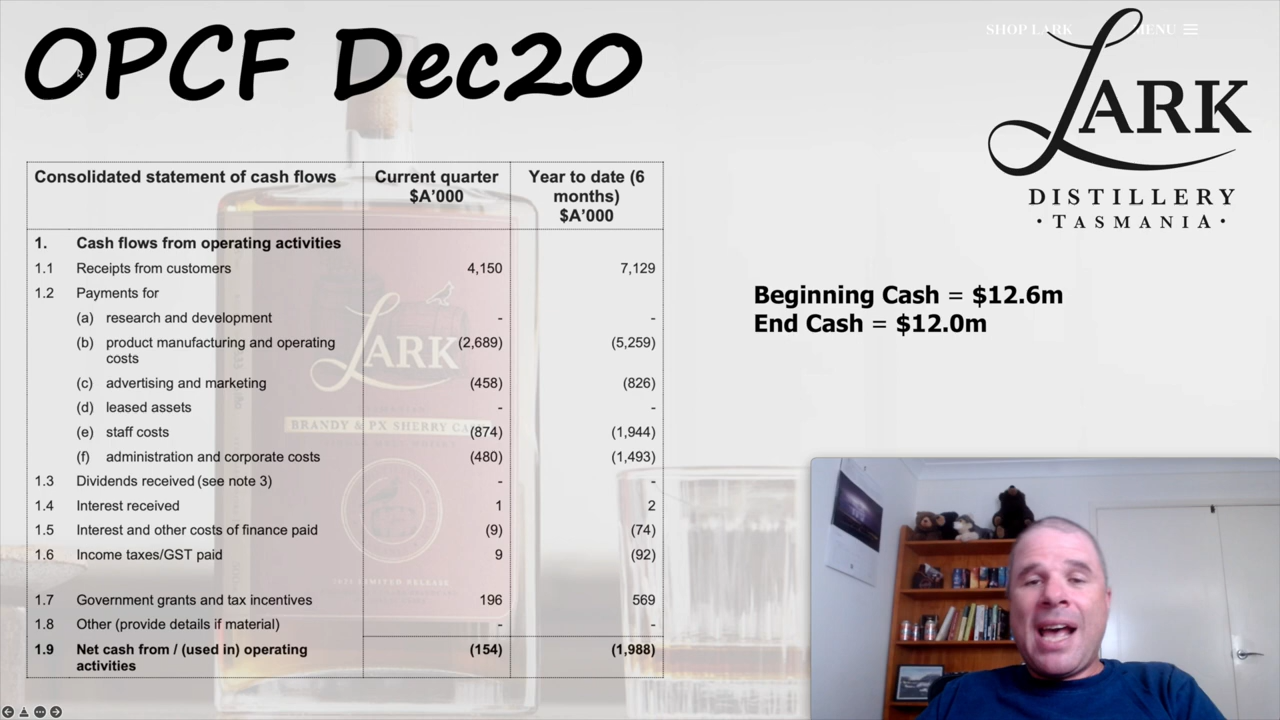 OPCF Dec20
SHOP LARK MENU
LARK
DISTILLERY
· TASMANIA ·
Consolidated statement of cash flows Current quarter $A'000 Year to date (6 months) $A'000
1. Cash flows from operating activities
1.1 Receipts from customers 4,150 7,129
1.2 Payments for
(a) research and development - -
(b) product manufacturing and operating costs (2,689) (5,259)
(c) advertising and marketing (458) (826)
(d) leased assets - -
(e) staff costs (874) (1,944)
(f) administration and corporate costs (480) (1,493)
1.3 Dividends received (see note 3) - -
1.4 Interest received 1 2
1.5 Interest and other costs of finance paid (9) (74)
1.6 Income taxes/GST paid 9 (92)
1.7 Government grants and tax incentives 196 569
1.8 Other (provide details if material) - -
1.9 Net cash from / (used in) operating activities (154) (1,988)
Beginning Cash = $12.6m
End Cash = $12.0m
LARK
BRANDY & PX SHERRY